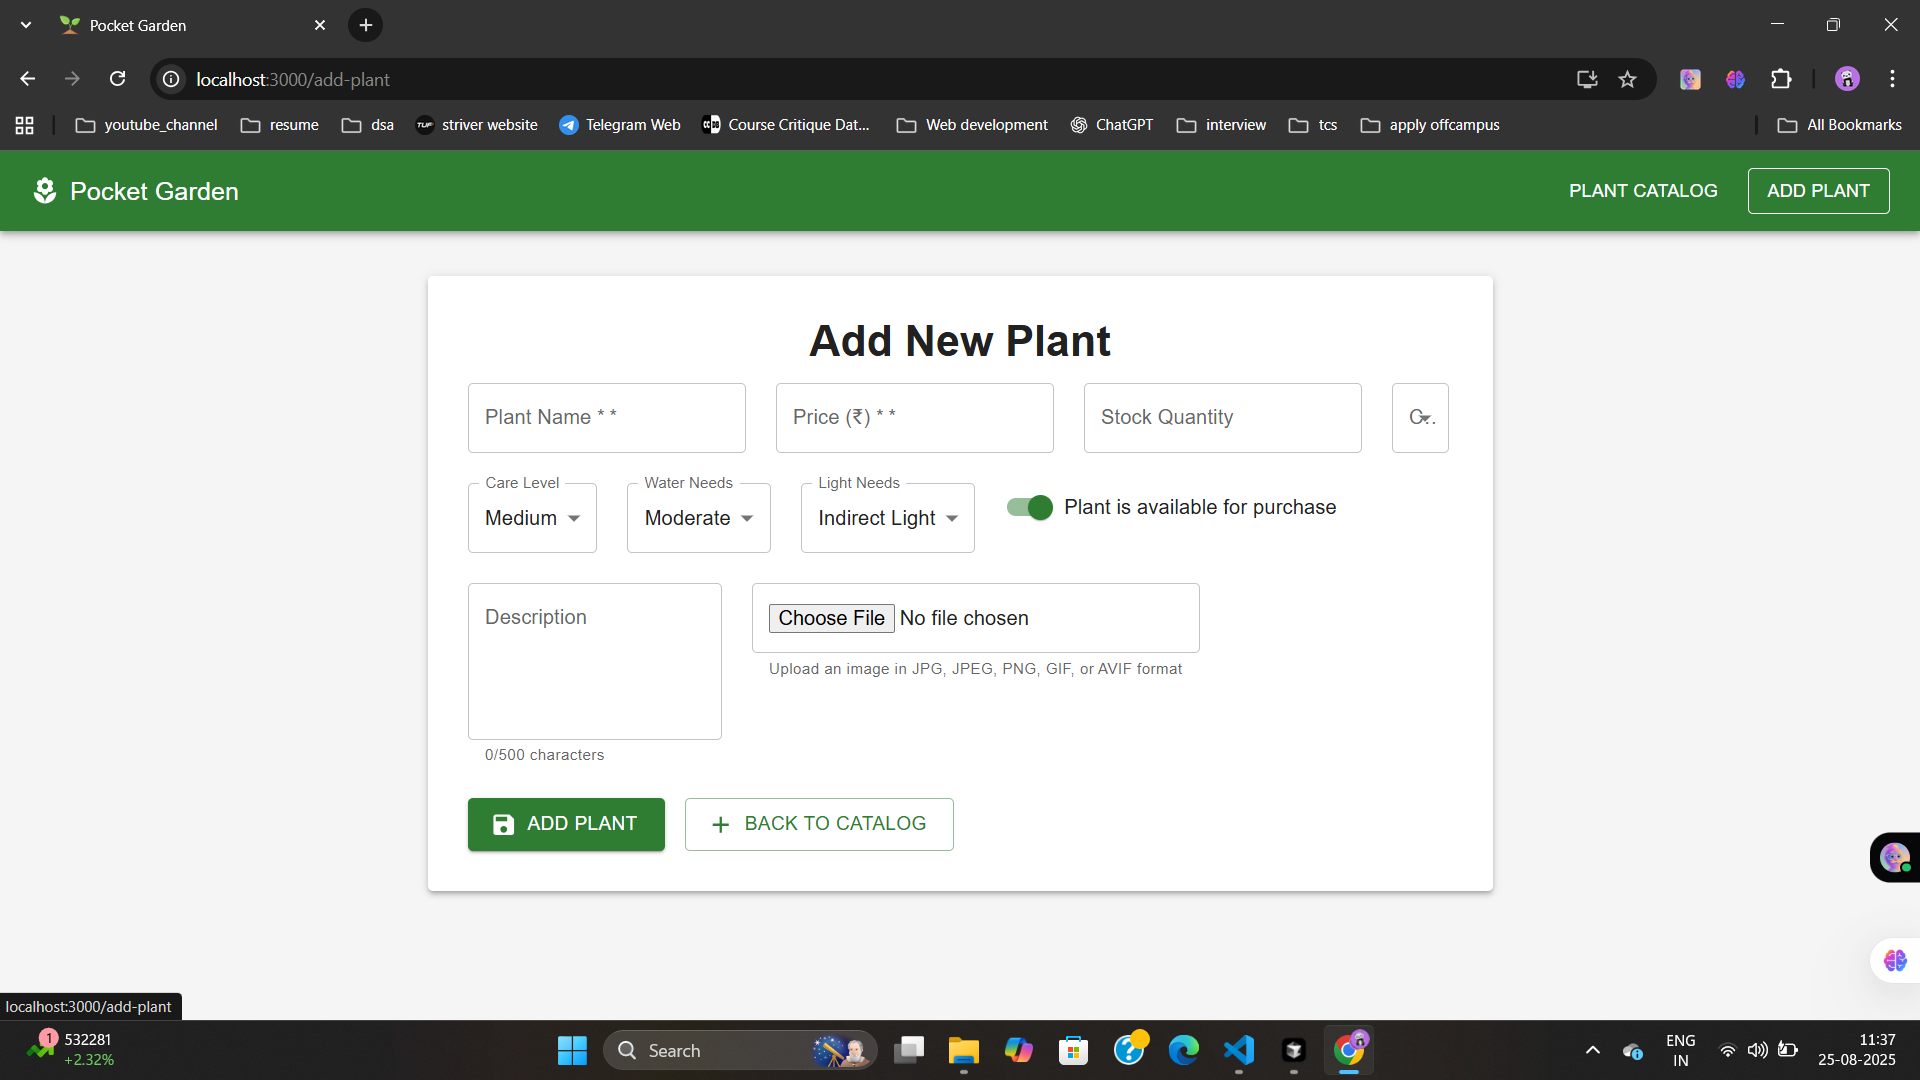 Pocket Garden
localhost:3000/add-plant
youtube_channel resume dsa TUF striver website Telegram Web Course Critique Dat... Web development ChatGPT interview tcs apply offcampus All Bookmarks
Pocket Garden PLANT CATALOG ADD PLANT
Add New Plant
Plant Name * * Price (₹) * * Stock Quantity C...
Care Level Water Needs Light Needs
Medium Moderate Indirect Light Plant is available for purchase
Description Choose File No file chosen
Upload an image in JPG, JPEG, PNG, GIF, or AVIF format
0/500 characters
ADD PLANT BACK TO CATALOG
localhost:3000/add-plant
1 532281
+2.32%
Search
ENG
IN
11:37
25-08-2025